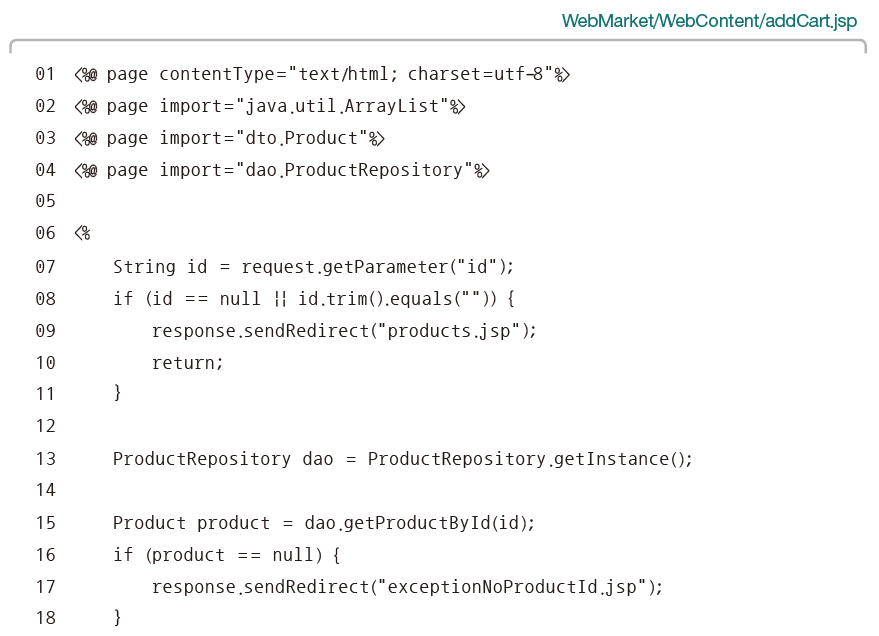 WebMarket/WebContent/addCart.jsp
01 <%@ page contentType="text/html; charset=utf-8"%>
02 <%@ page import="java.util.ArrayList"%>
03 <%@ page import="dto.Product"%>
04 <%@ page import="dao.ProductRepository"%>
05
06 <%
07     String id = request.getParameter("id");
08     if (id == null || id.trim().equals("")) {
09         response.sendRedirect("products.jsp");
10         return;
11     }
12
13     ProductRepository dao = ProductRepository.getInstance();
14
15     Product product = dao.getProductById(id);
16     if (product == null) {
17         response.sendRedirect("exceptionNoProductId.jsp");
18     }